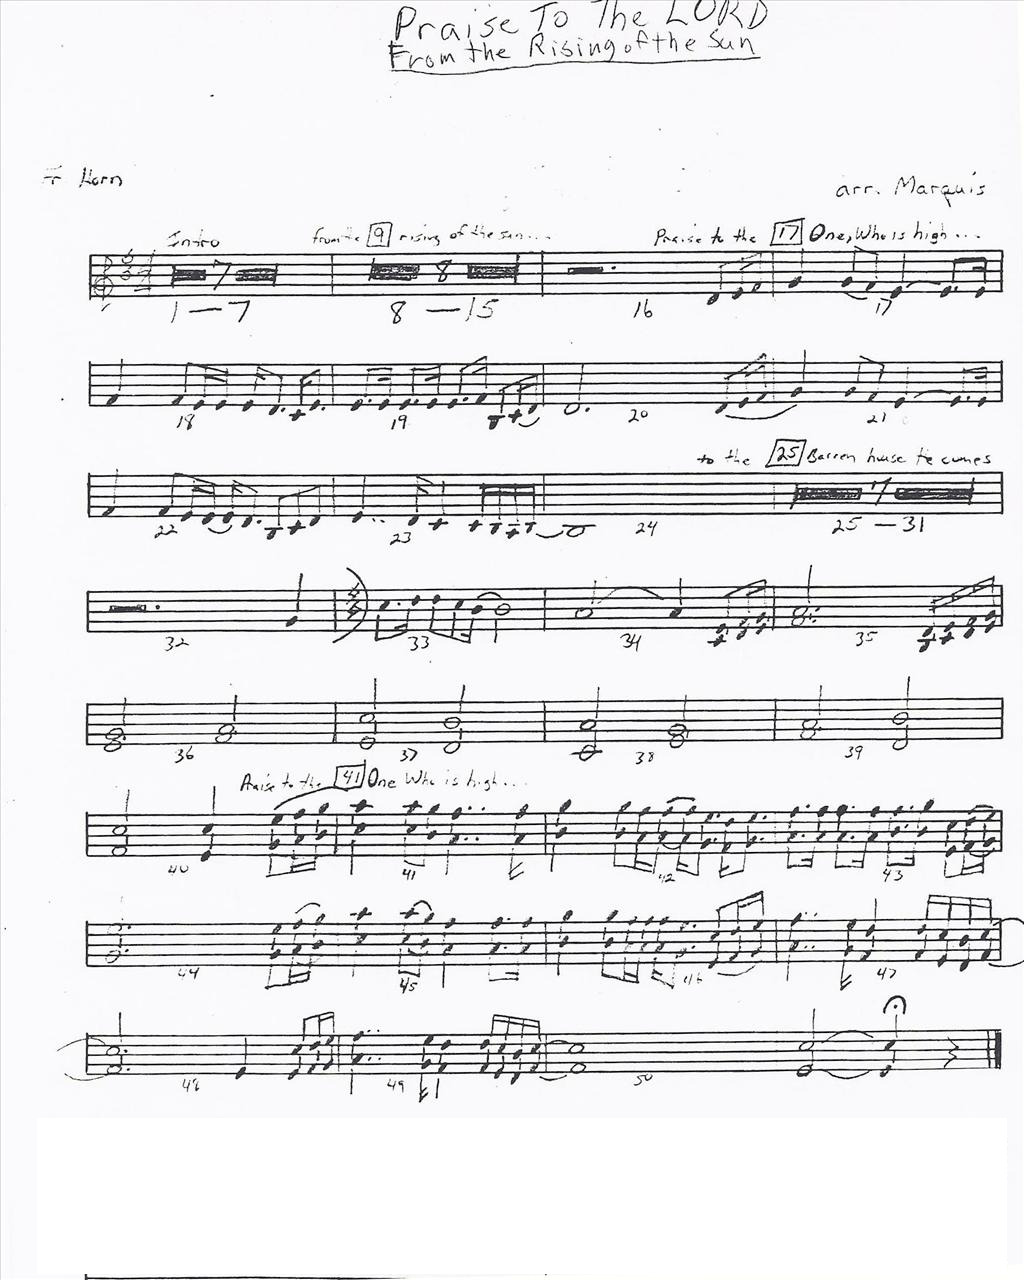 Praise To The LORD
From the Rising of the Sun
Fr Horn
arr. Marquis
Intro from the 9 rising of the sun... Praise to the 17 One, Who is high...
7 8
1 — 7 8 — 15 16 17
18 19 20 21
to the 25 Barren house He comes
7
22 23 24 25 — 31
32 33 34 35
36 37 38 39
Praise to the 41 One Who is high...
40 41 42 43
44 45 46 47
48 49 50